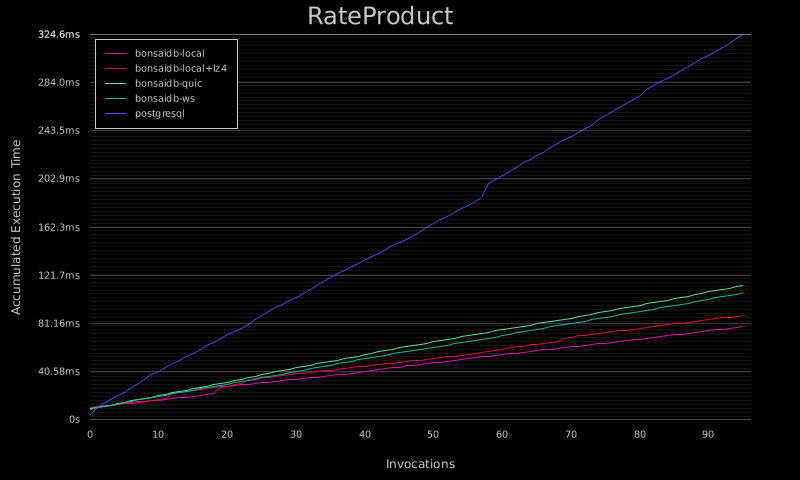 RateProduct
324.6ms
284.0ms
243.5ms
202.9ms
162.3ms
121.7ms
81.16ms
40.58ms
0s
Accumulated Execution Time
bonsaidb-local
bonsaidb-local+lz4
bonsaidb-quic
bonsaidb-ws
postgresql
0 10 20 30 40 50 60 70 80 90
Invocations